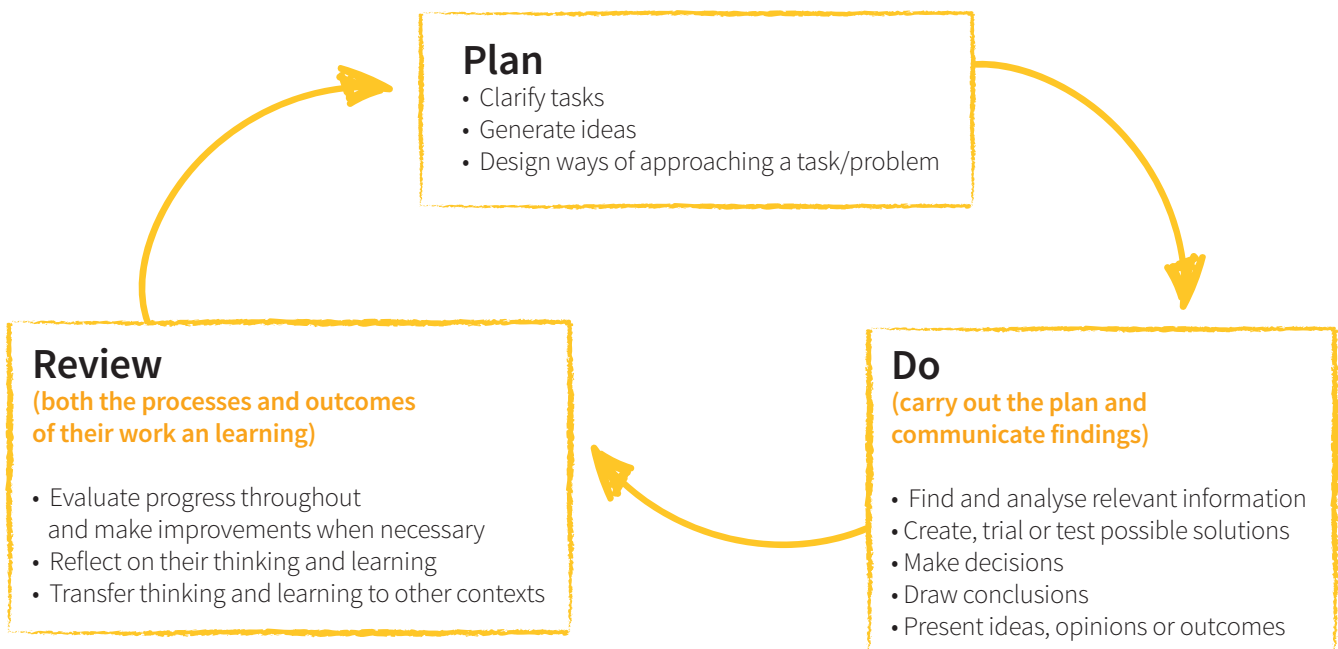 Plan
• Clarify tasks
• Generate ideas
• Design ways of approaching a task/problem
Review
(both the processes and outcomes
of their work an learning)
• Evaluate progress throughout
and make improvements when necessary
• Reflect on their thinking and learning
• Transfer thinking and learning to other contexts
Do
(carry out the plan and
communicate findings)
• Find and analyse relevant information
• Create, trial or test possible solutions
• Make decisions
• Draw conclusions
• Present ideas, opinions or outcomes